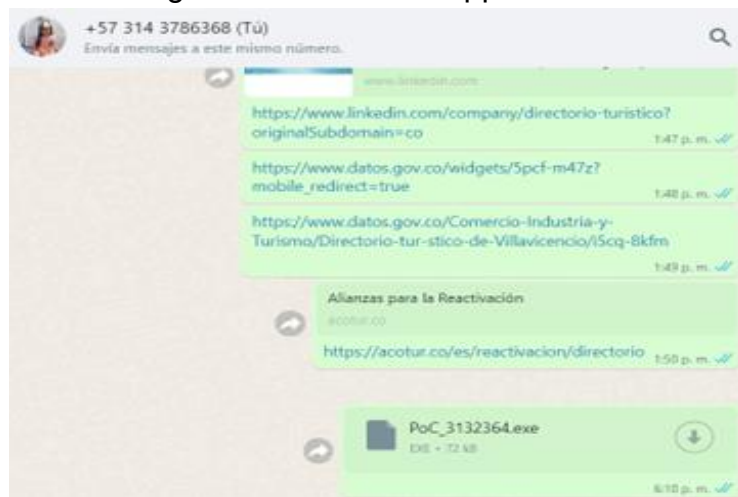 +57 314 3786368 (Tú)
Envía mensajes a este mismo número.
www.linkedin.com
https://www.linkedin.com/company/directorio-turistico?
originalSubdomain=co
1:47 p. m.
https://www.datos.gov.co/widgets/5pcf-m47z?
mobile_redirect=true
1:48 p. m.
https://www.datos.gov.co/Comercio-Industria-y-
Turismo/Directorio-tur-stico-de-Villavicencio/i5cq-8kfm
1:49 p. m.
Alianzas para la Reactivación
acotur.co
https://acotur.co/es/reactivacion/directorio
1:50 p. m.
PoC_3132364.exe
EXE • 72 kB
6:10 p. m.